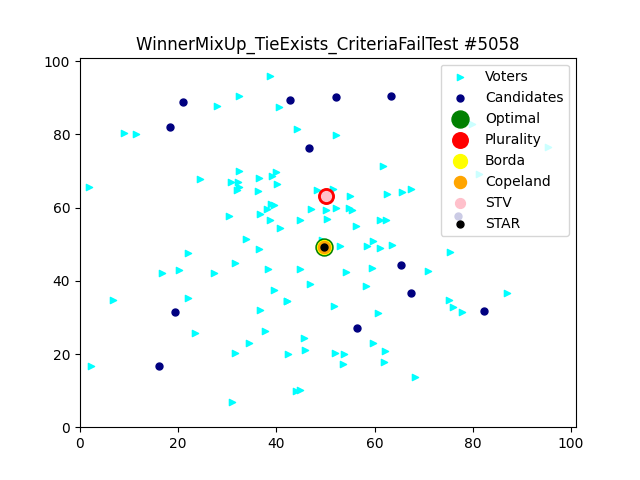 WinnerMixUp_TieExists_CriteriaFailTest #5058
100
80
60
40
20
0
0 20 40 60 80 100
Voters
Candidates
Optimal
Plurality
Borda
Copeland
STV
STAR